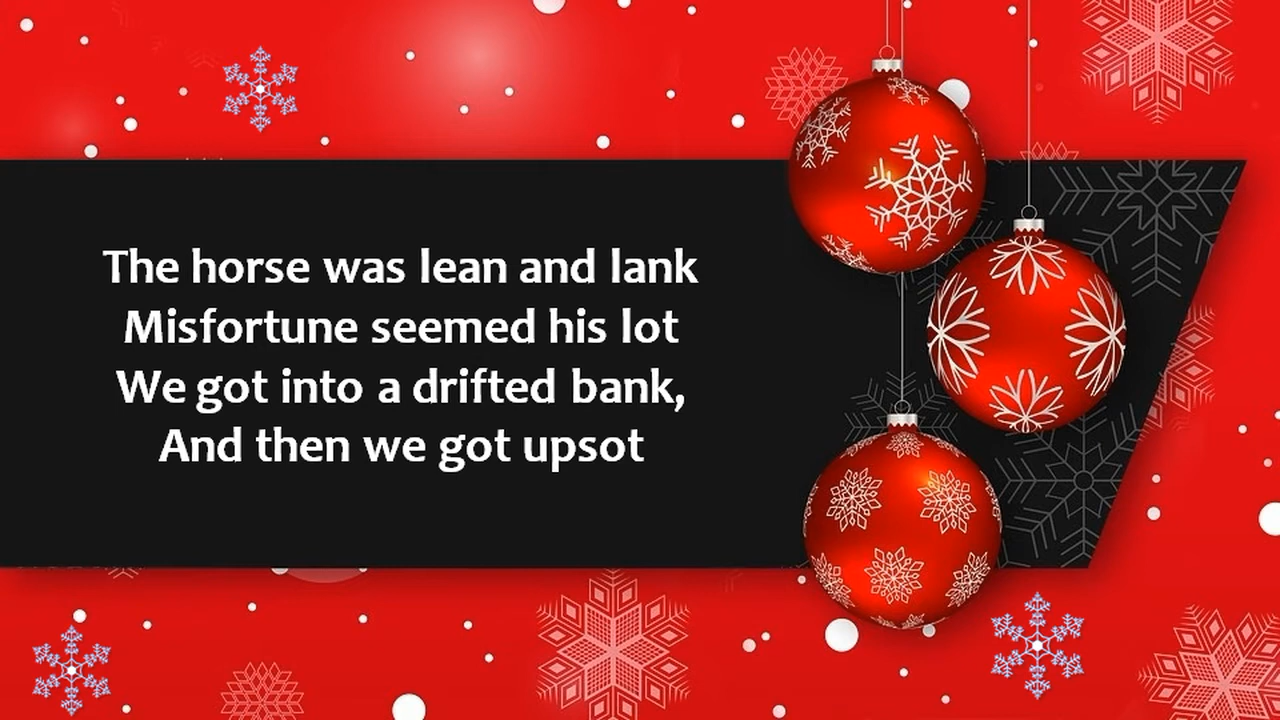 The horse was lean and lank
Misfortune seemed his lot
We got into a drifted bank,
And then we got upsot